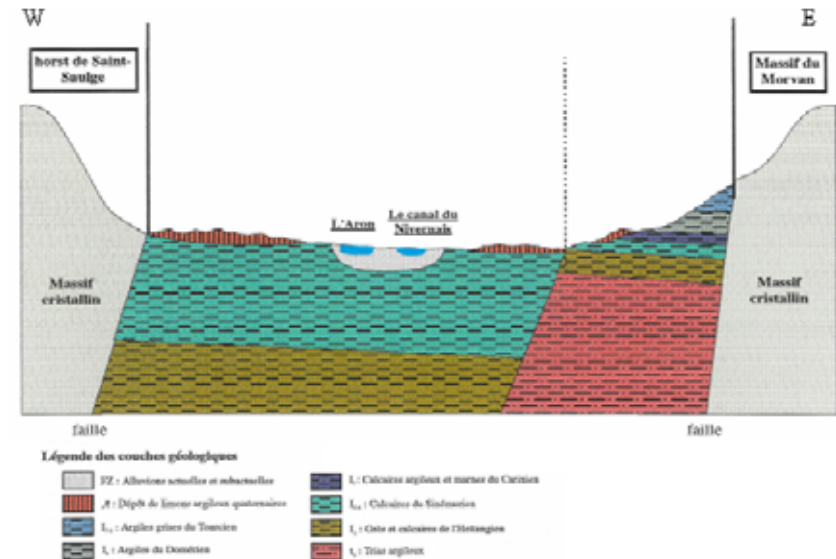 W
E
horst de Saint-
Saulge
Massif du
Morvan
L'Aron
Le canal du
Nivernais
Massif
cristallin
Massif
cristallin
faille
faille
Légende des couches géologiques
FZ : Alluvions actuelles et subactuelles
Dépôt de limons argileux quaternaires
Argiles grises du Toarcien
Argiles du Domérien
Calcaires argileux et marnes du Carixien
Calcaires du Sinémurien
Grès et calcaires de l'Hettangien
Trias argileux